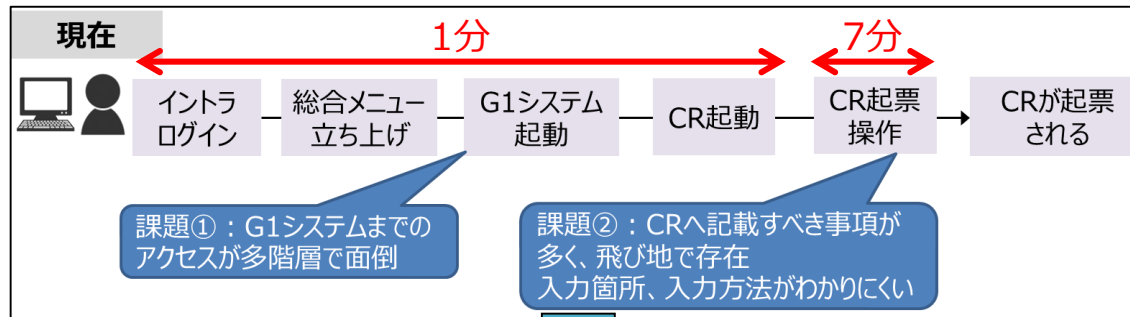 現在
1分
7分
イントラ
ログイン
総合メニュー
立ち上げ
G1システム
起動
CR起動
CR起票
操作
CRが起票
される
課題①：G1システムまでの
アクセスが多階層で面倒
課題②：CRへ記載すべき事項が
多く、飛び地で存在
入力箇所、入力方法がわかりにくい